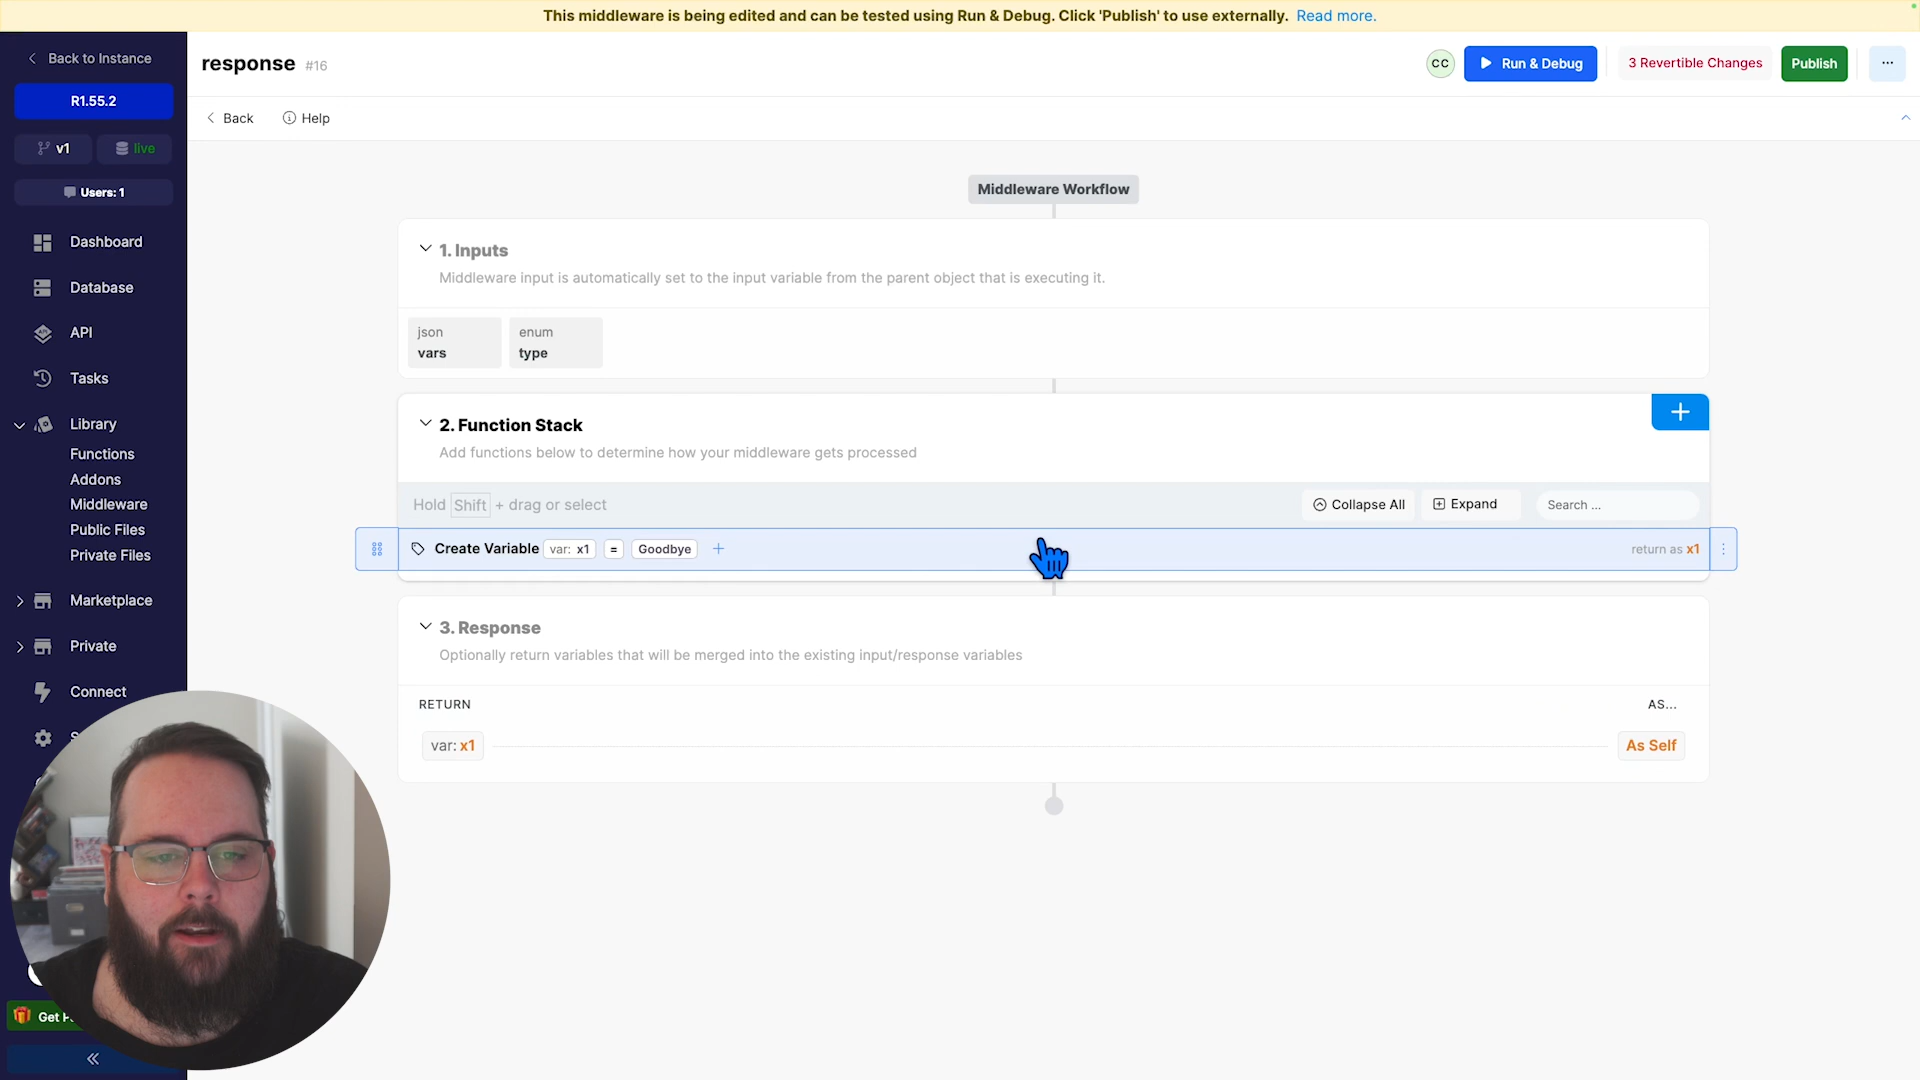 This middleware is being edited and can be tested using Run & Debug. Click 'Publish' to use externally. Read more.
Back to Instance
R1.55.2
v1
live
Users: 1
Dashboard
Database
API
Tasks
Library
Functions
Addons
Middleware
Public Files
Private Files
Marketplace
Private
Connect
Get
response #16
CC
Run & Debug
3 Revertible Changes
Publish
...
Back
Help
Middleware Workflow
1. Inputs
Middleware input is automatically set to the input variable from the parent object that is executing it.
json
vars
enum
type
2. Function Stack
Add functions below to determine how your middleware gets processed
Hold Shift + drag or select
Collapse All
Expand
Search ...
Create Variable var: x1 = Goodbye +
return as x1
3. Response
Optionally return variables that will be merged into the existing input/response variables
RETURN
AS...
var: x1
As Self